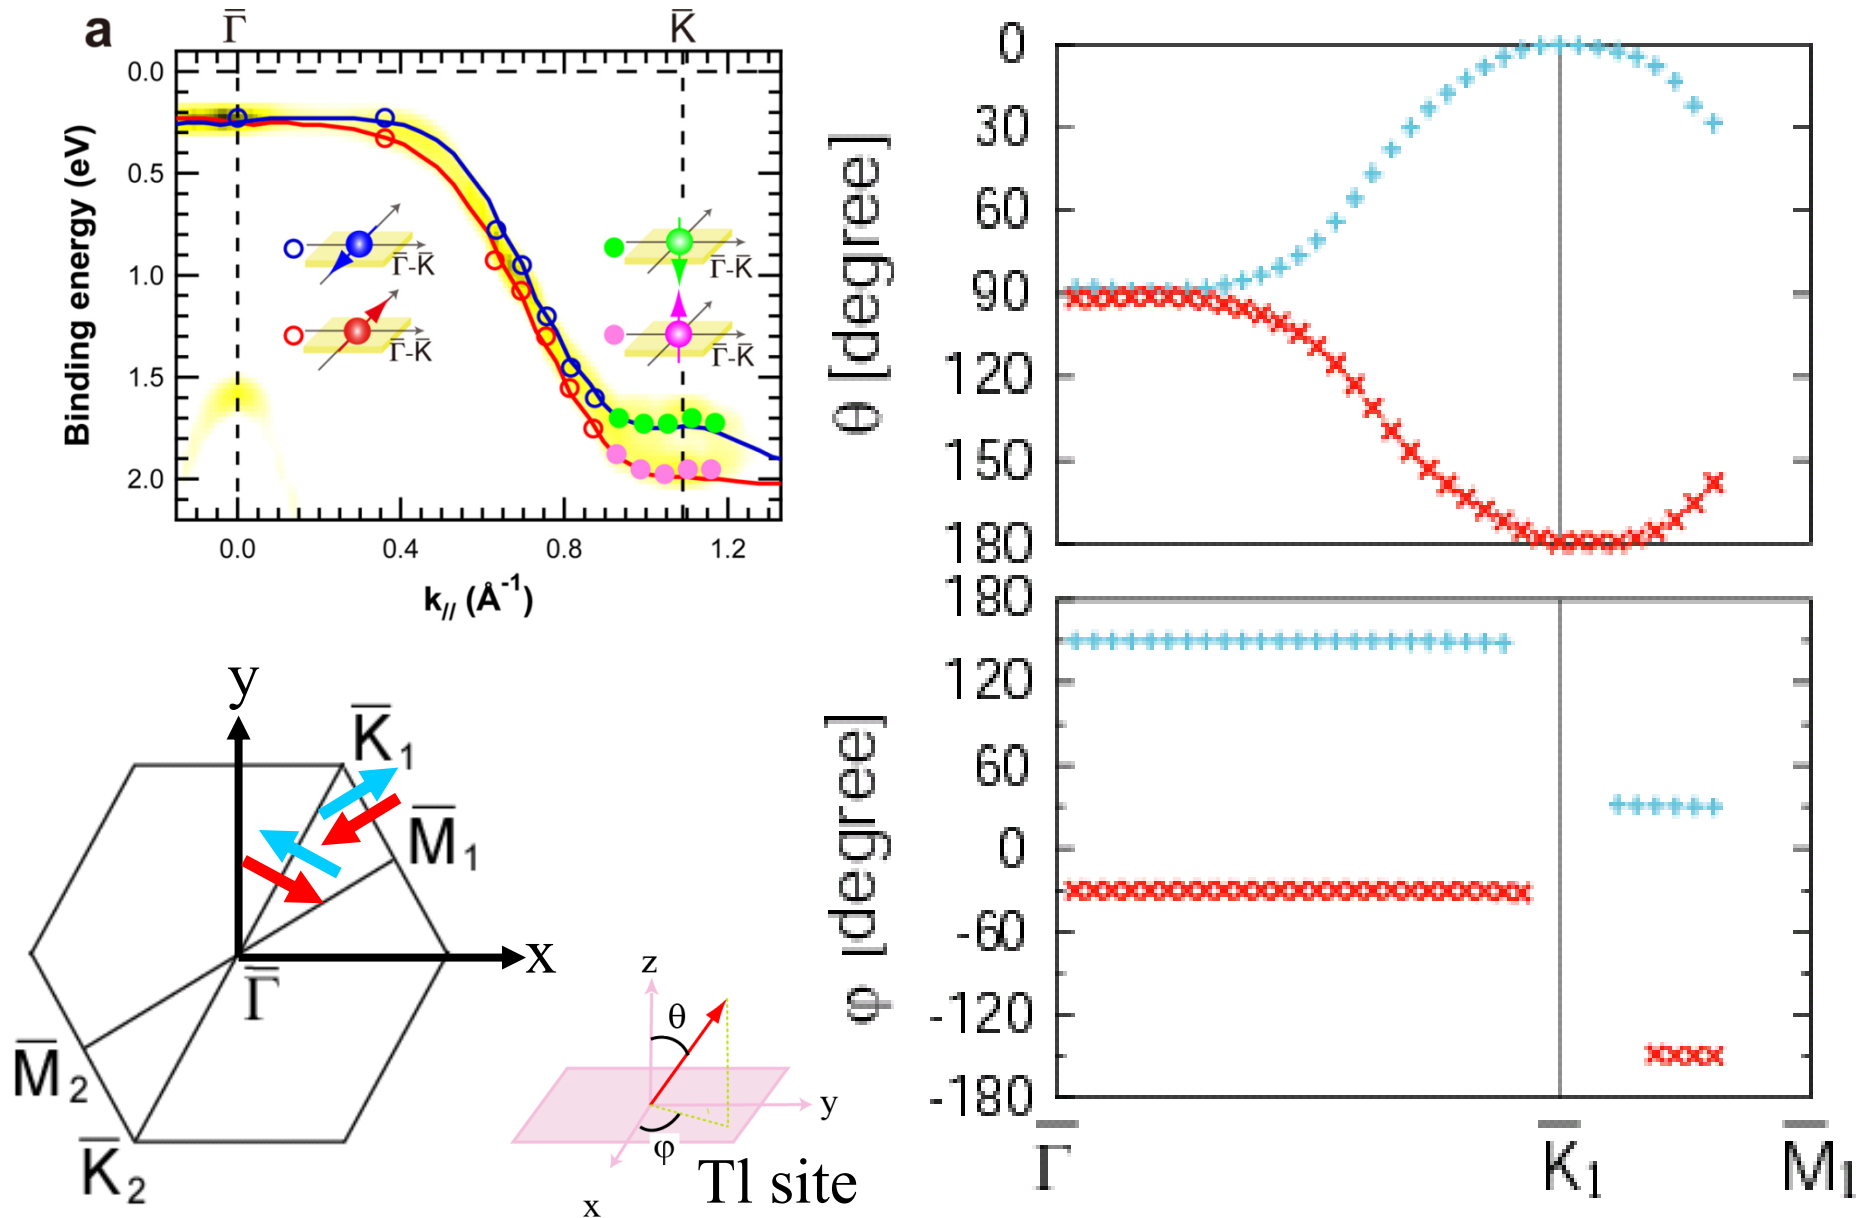 a
Γ̅
K̅
0.0
0.5
1.0
1.5
2.0
Binding energy (eV)
Γ̅-K̅
Γ̅-K̅
Γ̅-K̅
Γ̅-K̅
0.0 0.4 0.8 1.2
k// (Å-1)
0
30
60
90
120
150
180
θ [degree]
180
120
60
0
-60
-120
-180
φ [degree]
Γ̅ K̅1 M̅1
y
K̅1
M̅1
x
Γ̅
M̅2
K̅2
z
θ
y
φ
x
Tl site